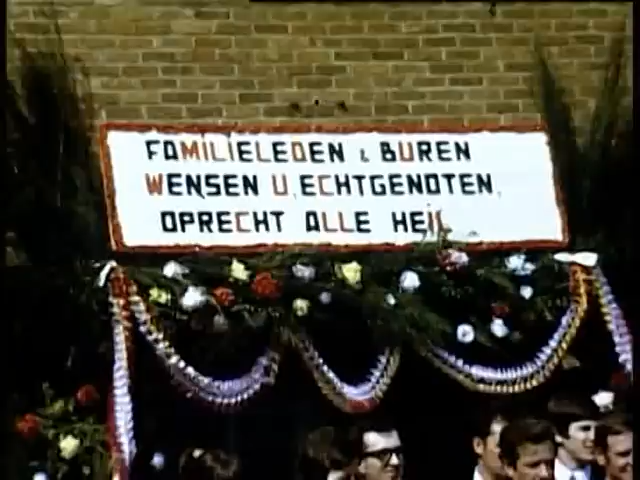 FAMILIELEDEN & BUREN
WENSEN U, ECHTGENOTEN,
OPRECHT ALLE HEIL